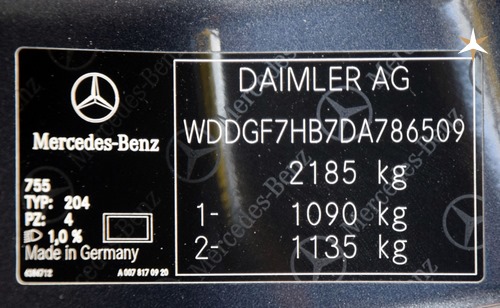 DAIMLER AG
Mercedes-Benz
WDDGF7HB7DA786509
2185 kg
755
TYP: 204
PZ: 4
1,0 %
1- 1090 kg
2- 1135 kg
Made in Germany
A 007 817 09 20